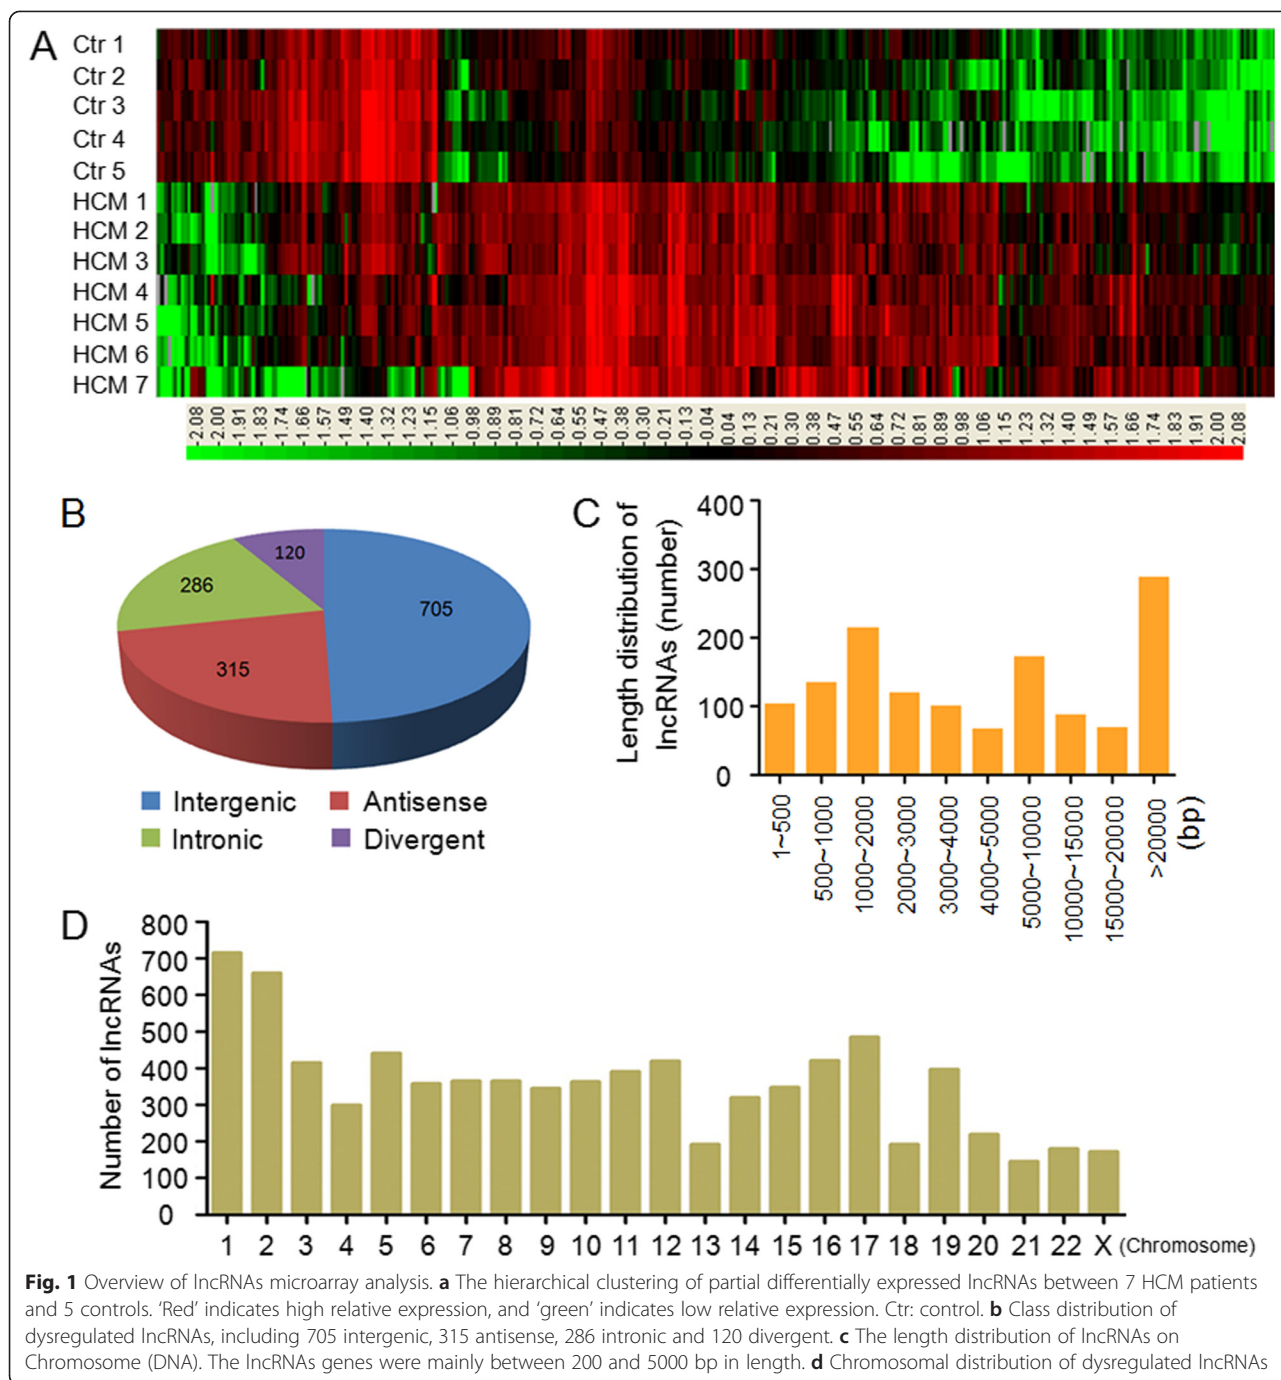 A
Ctr 1
Ctr 2
Ctr 3
Ctr 4
Ctr 5
HCM 1
HCM 2
HCM 3
HCM 4
HCM 5
HCM 6
HCM 7
-2.08 -2.00 -1.91 -1.83 -1.74 -1.66 -1.57 -1.49 -1.40 -1.32 -1.23 -1.15 -1.06 -0.98 -0.89 -0.81 -0.72 -0.64 -0.55 -0.47 -0.38 -0.30 -0.21 -0.13 -0.04 0.04 0.13 0.21 0.30 0.38 0.47 0.55 0.64 0.72 0.81 0.89 0.98 1.06 1.15 1.23 1.32 1.40 1.49 1.57 1.66 1.74 1.83 1.91 2.00 2.08
B
120
286
705
315
Intergenic
Antisense
Intronic
Divergent
C
Length distribution of
lncRNAs (number)
400
300
200
100
0
1~500
500~1000
1000~2000
2000~3000
3000~4000
4000~5000
5000~10000
10000~15000
15000~20000
>20000
(bp)
D
Number of lncRNAs
800
700
600
500
400
300
200
100
0
1 2 3 4 5 6 7 8 9 10 11 12 13 14 15 16 17 18 19 20 21 22 X (Chromosome)
Fig. 1 Overview of lncRNAs microarray analysis. a The hierarchical clustering of partial differentially expressed lncRNAs between 7 HCM patients
and 5 controls. 'Red' indicates high relative expression, and 'green' indicates low relative expression. Ctr: control. b Class distribution of
dysregulated lncRNAs, including 705 intergenic, 315 antisense, 286 intronic and 120 divergent. c The length distribution of lncRNAs on
Chromosome (DNA). The lncRNAs genes were mainly between 200 and 5000 bp in length. d Chromosomal distribution of dysregulated lncRNAs